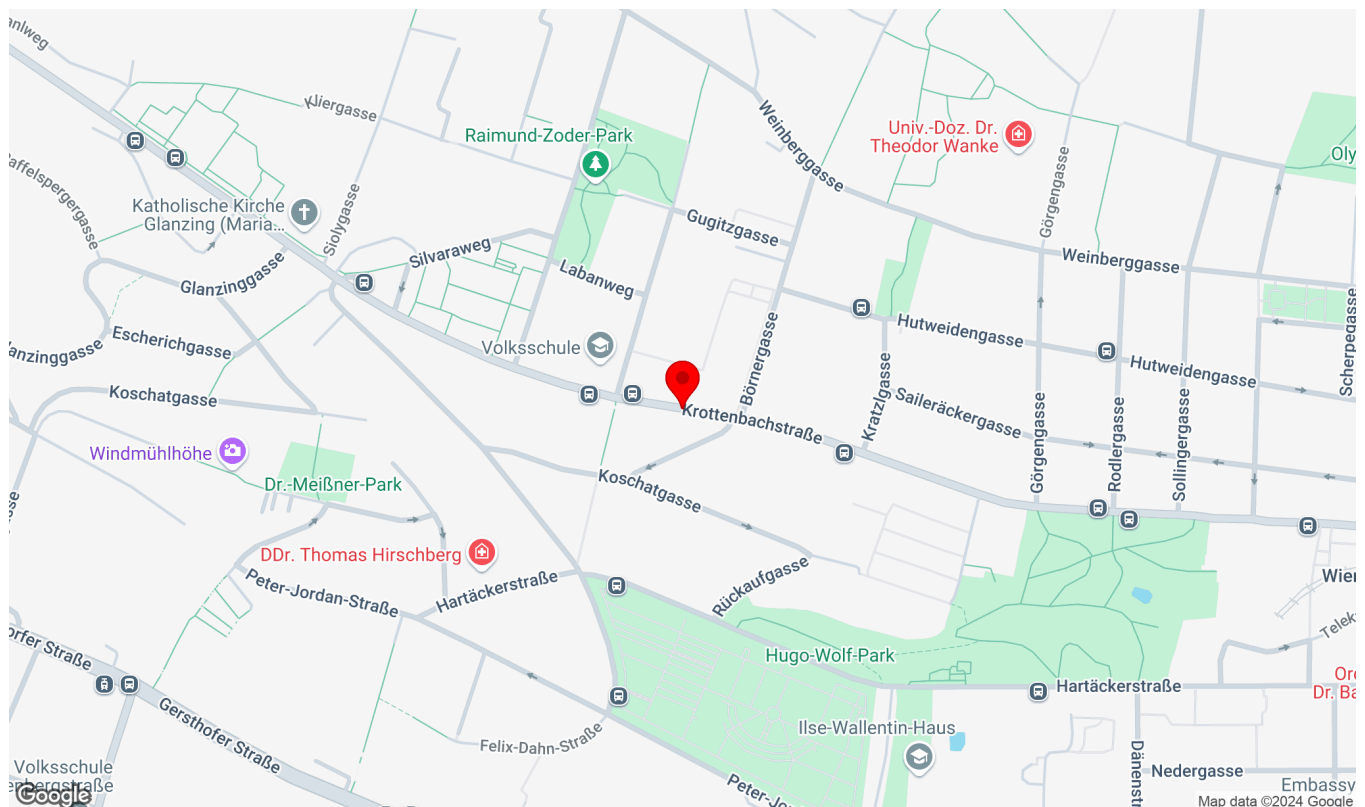 Kliergasse
Raimund-Zoder-Park
Weinberggasse
Univ.-Doz. Dr.
Theodor Wanke
Katholische Kirche
Glanzing (Maria...
Siolygasse
Silvaraweg
Gugitzgasse
Görgengasse
Weinberggasse
Glanzinggasse
Labanweg
Escherichgasse
Volksschule
Börnergasse
Hutweidengasse
Hutweidengasse
Scherpegasse
Koschatgasse
Kratzlgasse
Saileräckergasse
Krottenbachstraße
Görgengasse
Rodlergasse
Sollingergasse
Windmühlhöhe
Dr.-Meißner-Park
Koschatgasse
DDr. Thomas Hirschberg
Peter-Jordan-Straße
Hartäckerstraße
Rückaufgasse
Hugo-Wolf-Park
Hartäckerstraße
Gersthofer Straße
Felix-Dahn-Straße
Ilse-Wallentin-Haus
Nedergasse
Volksschule
Google
Map data ©2024 Google